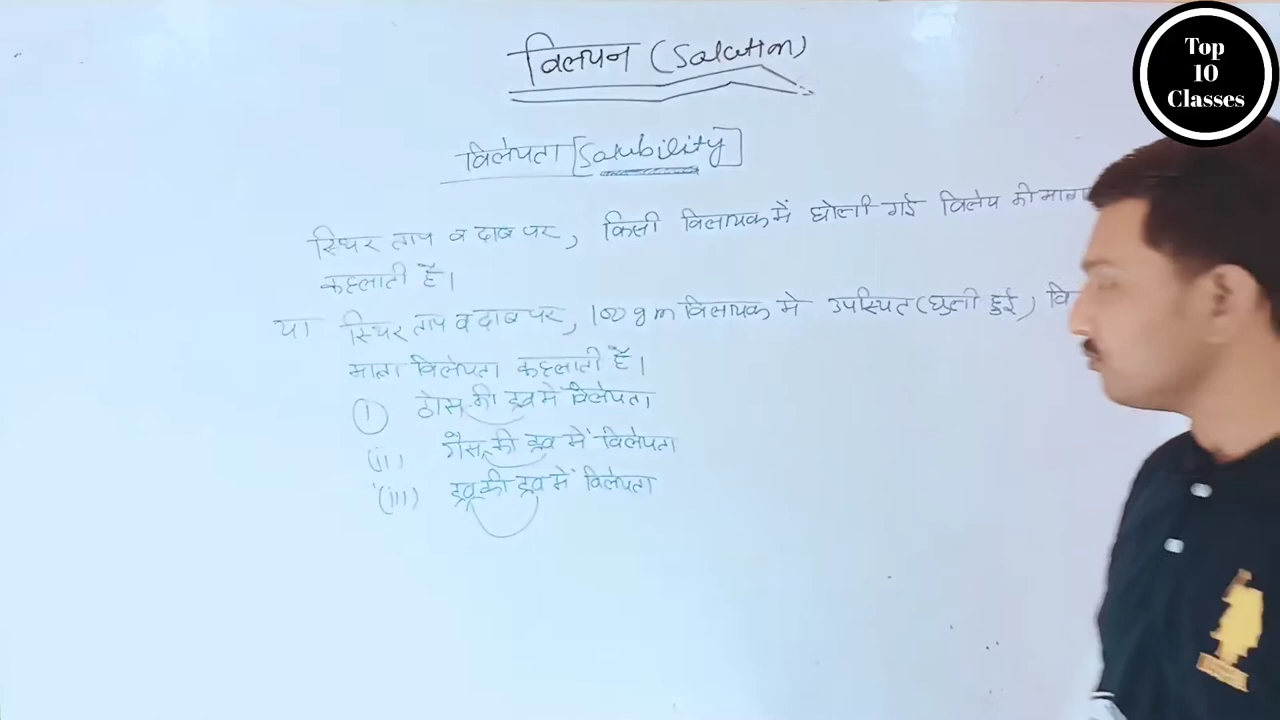 विलयन (Solution)
विलेयता [Solubility]
स्थिर ताप व दाब पर, किसी विलायक में घोली गई विलेय की मात्रा
कहलाती है।
या स्थिर ताप व दाब पर, 100 gm विलायक मे उपस्थित (घुली हुई) वि
मात्रा विलेयता कहलाती है।
(i) ठोस की द्रव में विलेयता
(ii) गैस की द्रव में विलेयता
(iii) द्रव की द्रव में विलेयता
Top
10
Classes